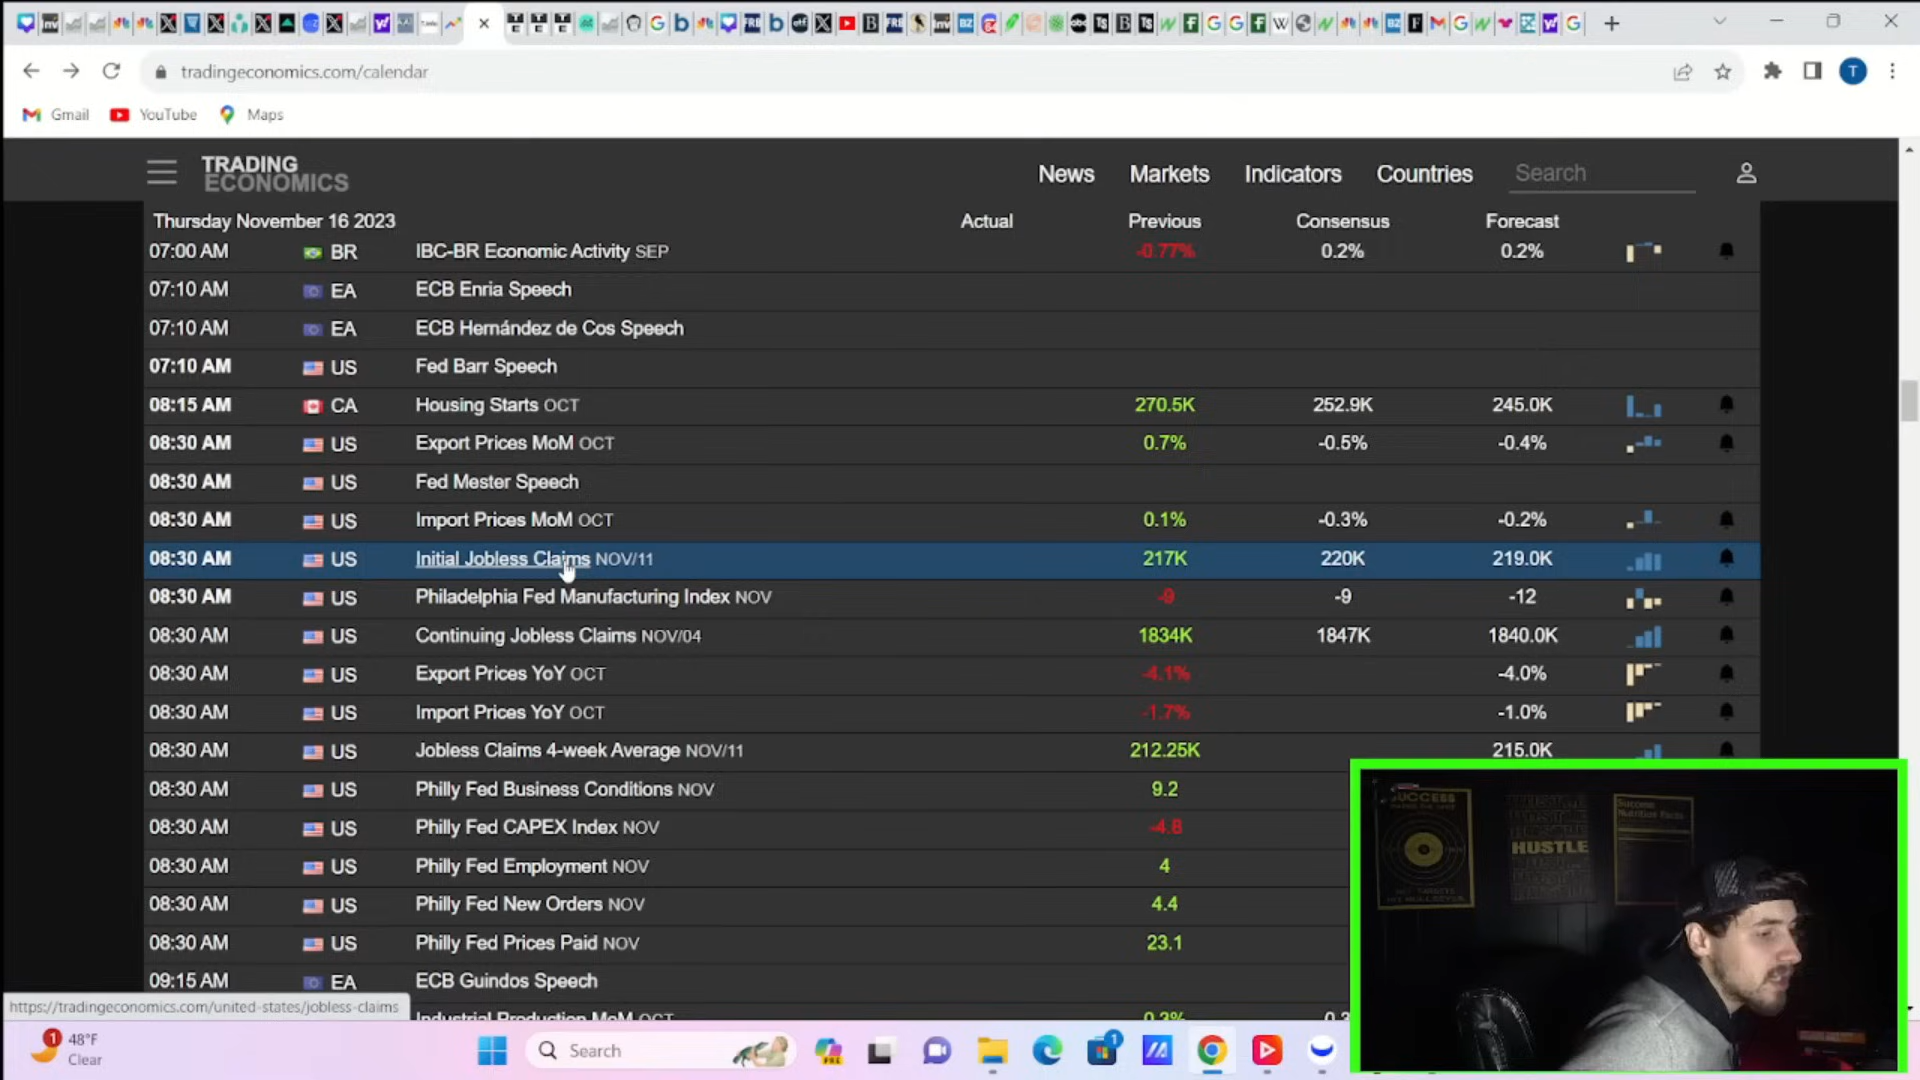 tradingeconomics.com/calendar
T
Gmail YouTube Maps
TRADING
ECONOMICS
News Markets Indicators Countries Search
Thursday November 16 2023 Actual Previous Consensus Forecast
07:00 AM BR IBC-BR Economic Activity SEP -0.77% 0.2% 0.2%
07:10 AM EA ECB Enria Speech
07:10 AM EA ECB Hernández de Cos Speech
07:10 AM US Fed Barr Speech
08:15 AM CA Housing Starts OCT 270.5K 252.9K 245.0K
08:30 AM US Export Prices MoM OCT 0.7% -0.5% -0.4%
08:30 AM US Fed Mester Speech
08:30 AM US Import Prices MoM OCT 0.1% -0.3% -0.2%
08:30 AM US Initial Jobless Claims NOV/11 217K 220K 219.0K
08:30 AM US Philadelphia Fed Manufacturing Index NOV -9 -9 -12
08:30 AM US Continuing Jobless Claims NOV/04 1834K 1847K 1840.0K
08:30 AM US Export Prices YoY OCT -4.1% -4.0%
08:30 AM US Import Prices YoY OCT -1.7% -1.0%
08:30 AM US Jobless Claims 4-week Average NOV/11 212.25K 215.0K
08:30 AM US Philly Fed Business Conditions NOV 9.2
08:30 AM US Philly Fed CAPEX Index NOV -4.8
08:30 AM US Philly Fed Employment NOV 4
08:30 AM US Philly Fed New Orders NOV 4.4
08:30 AM US Philly Fed Prices Paid NOV 23.1
09:15 AM EA ECB Guindos Speech
https://tradingeconomics.com/united-states/jobless-claims
Industrial Production MoM OCT 0.3%
SUCCESS
HUSTLE
Success
1
48°F
Clear
Search
PRE
1